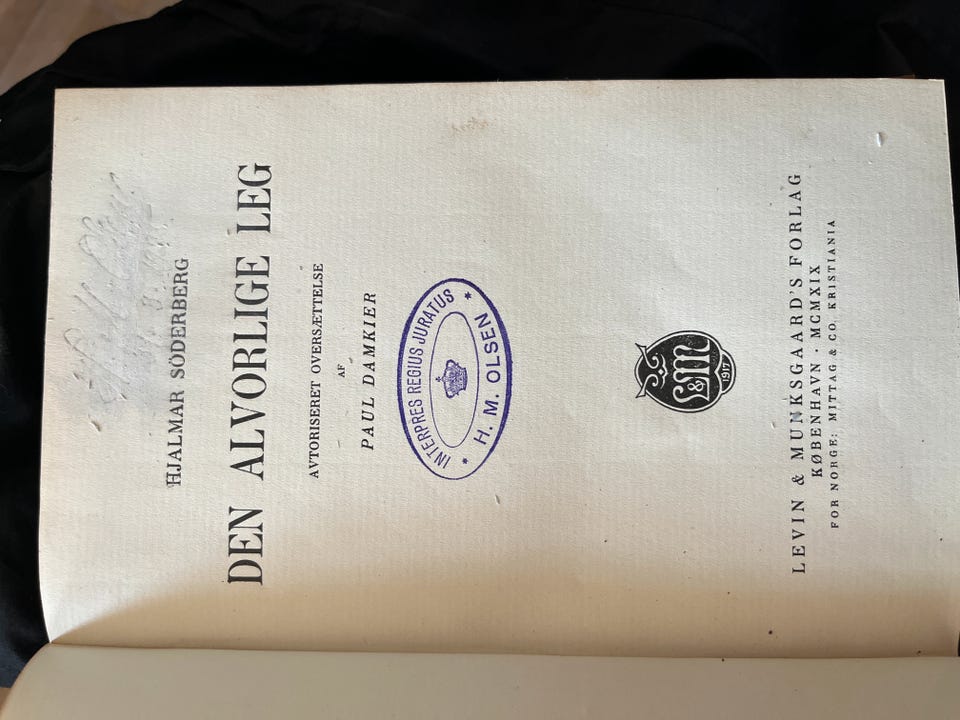 HJALMAR SÖDERBERG
DEN ALVORLIGE LEG
AVTORISERET OVERSÆTTELSE
AF
PAUL DAMKIER
INTERPRES REGIUS JURATUS
* H. M. OLSEN *
L&M
1917
LEVIN & MUNKSGAARD'S FORLAG
KØBENHAVN · MCMXIX
FOR NORGE: MITTAG & CO., KRISTIANIA